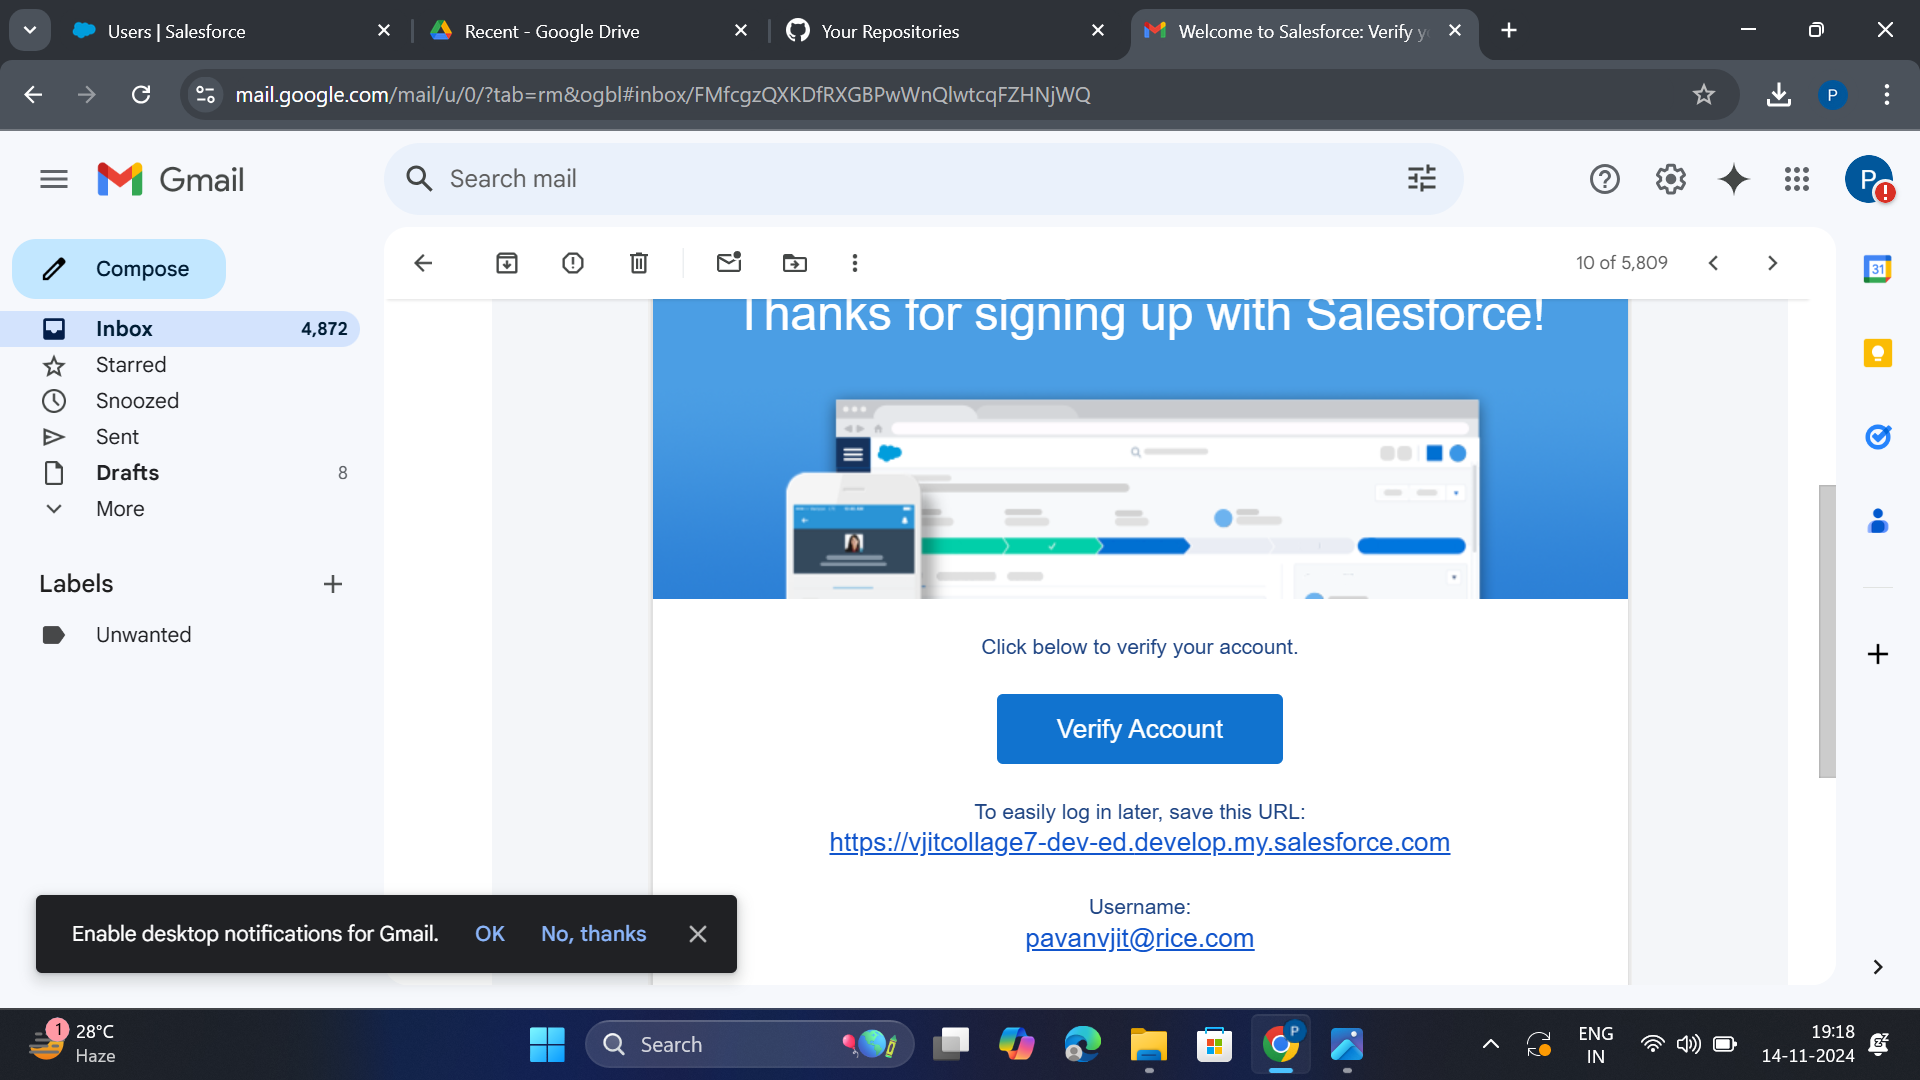 Users | Salesforce
Recent - Google Drive
Your Repositories
Welcome to Salesforce: Verify y
mail.google.com/mail/u/0/?tab=rm&ogbl#inbox/FMfcgzQXKDfRXGBPwWnQlwtcqFZHNjWQ
P
Gmail
Search mail
P
Compose
10 of 5,809
31
Inbox 4,872
Starred
Snoozed
Sent
Drafts 8
More
Labels
Unwanted
Thanks for signing up with Salesforce!
Click below to verify your account.
Verify Account
To easily log in later, save this URL:
https://vjitcollage7-dev-ed.develop.my.salesforce.com
Username:
pavanvjit@rice.com
Enable desktop notifications for Gmail. OK No, thanks
1
28°C
Haze
Search
P
ENG
IN
19:18
14-11-2024